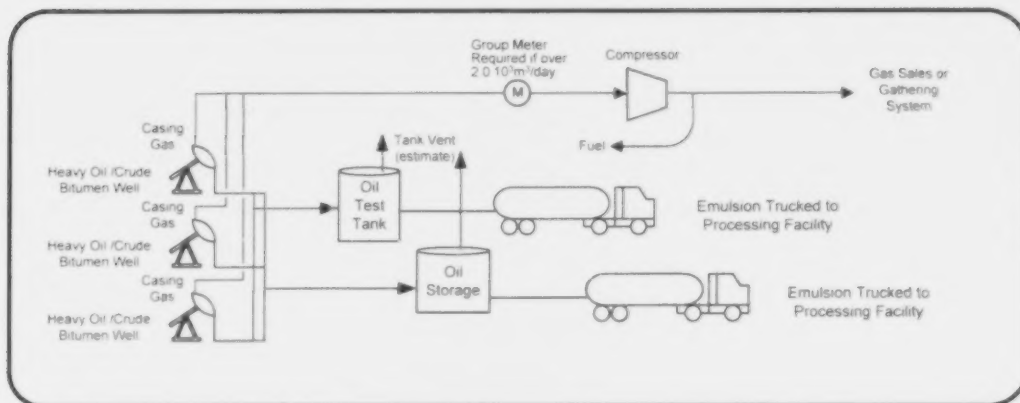 Group Meter
Required if over
2.0 10³m³/day
Compressor
M
Gas Sales or
Gathering
System
Fuel
Casing
Gas
Heavy Oil /Crude
Bitumen Well
Tank Vent
(estimate)
Oil
Test
Tank
Emulsion Trucked to
Processing Facility
Casing
Gas
Heavy Oil /Crude
Bitumen Well
Oil
Storage
Casing
Gas
Heavy Oil /Crude
Bitumen Well
Emulsion Trucked to
Processing Facility